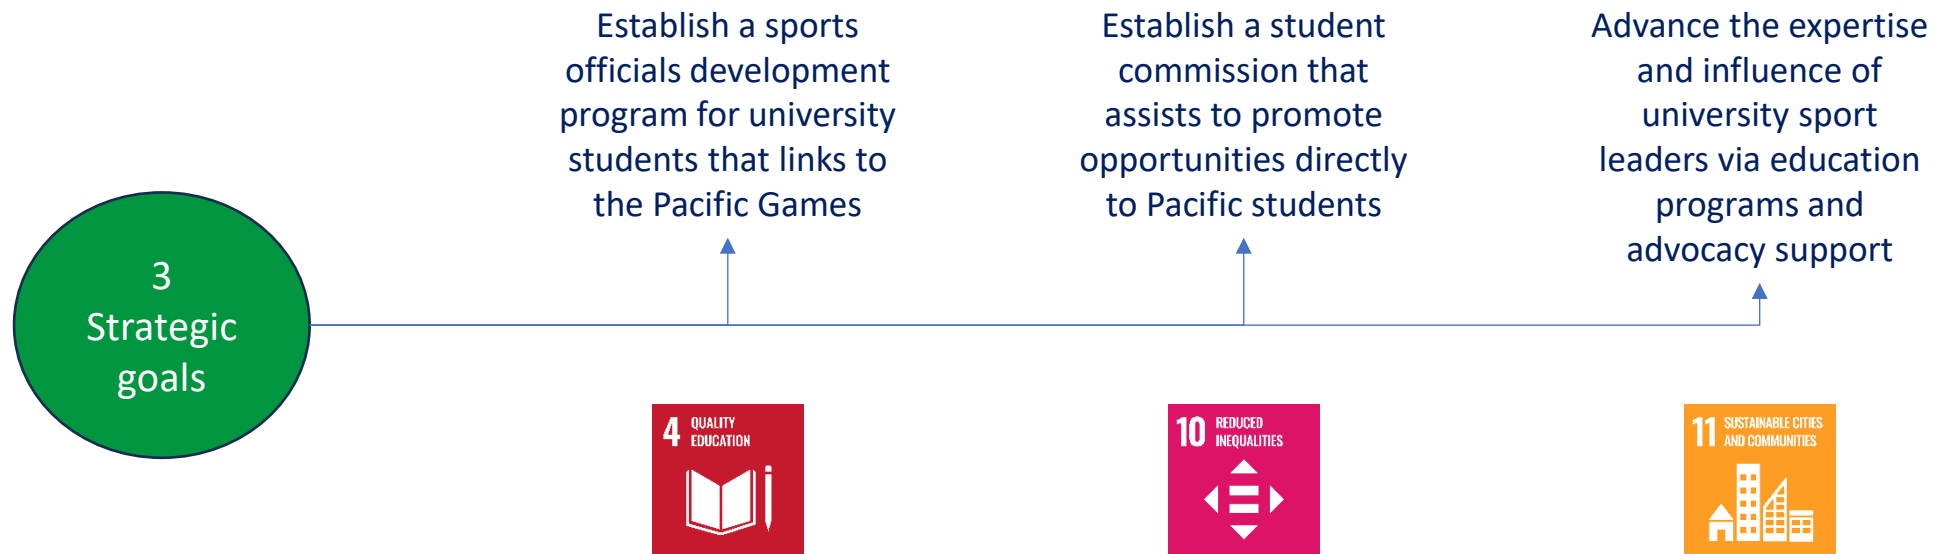 Establish a sports
officials development
program for university
students that links to
the Pacific Games
Establish a student
commission that
assists to promote
opportunities directly
to Pacific students
Advance the expertise
and influence of
university sport
leaders via education
programs and
advocacy support
3
Strategic
goals
4 QUALITY
EDUCATION
10 REDUCED
INEQUALITIES
11 SUSTAINABLE CITIES
AND COMMUNITIES